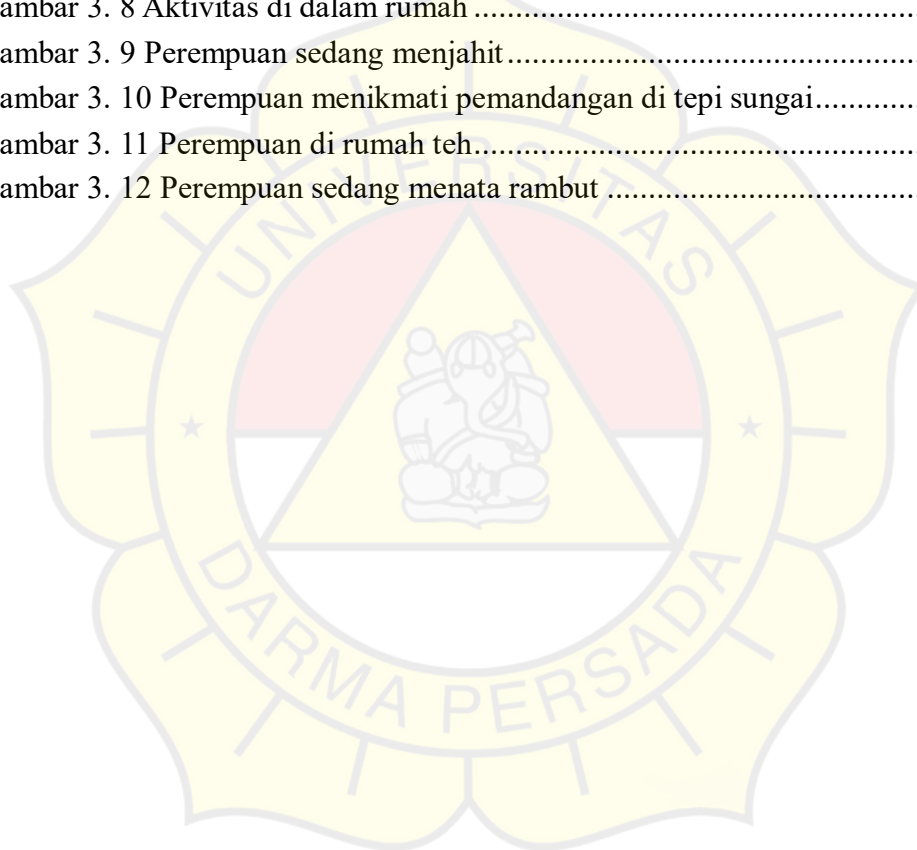 ambar 3. 8 Aktivitas di dalam rumah ......................................................
ambar 3. 9 Perempuan sedang menjahit ..................................................
ambar 3. 10 Perempuan menikmati pemandangan di tepi sungai.............
ambar 3. 11 Perempuan di rumah teh......................................................
ambar 3. 12 Perempuan sedang menata rambut .....................................
UNIVERSITAS
DARMA PERSADA